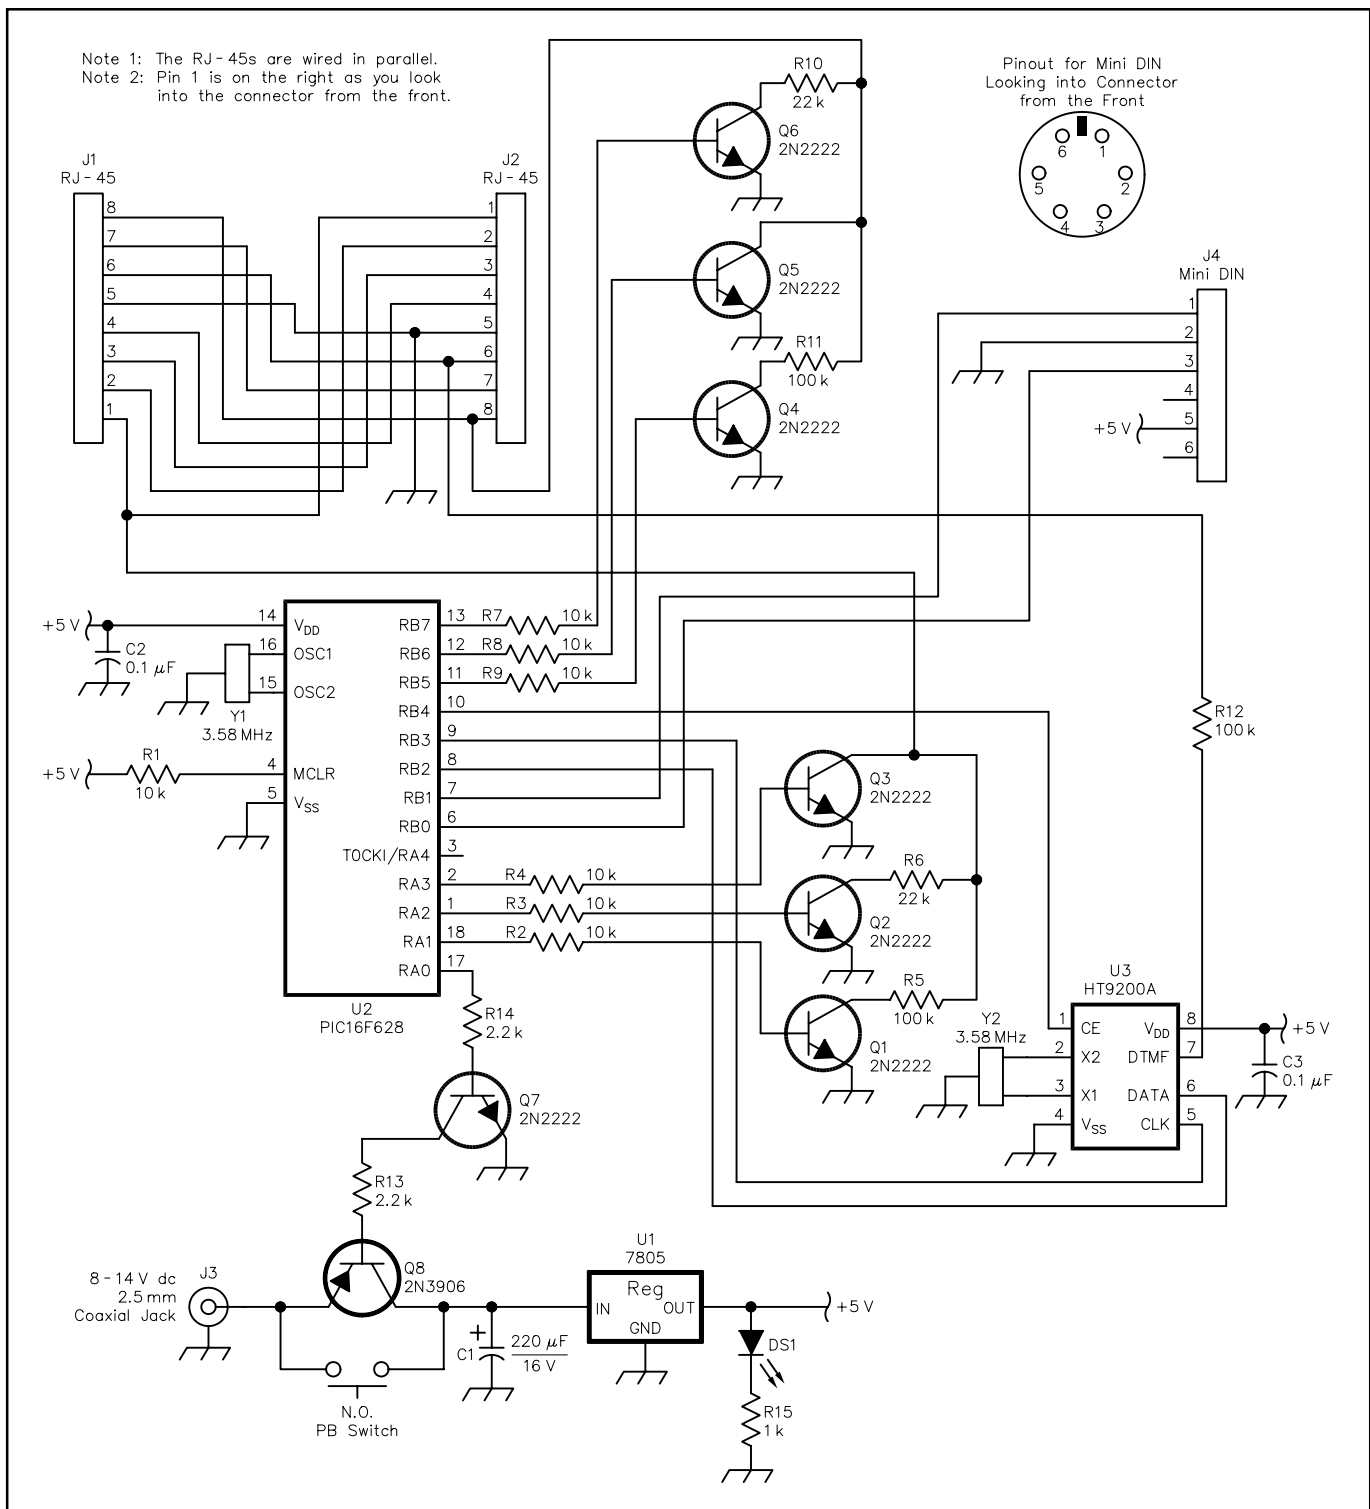 Note 1: The RJ-45s are wired in parallel.
Note 2: Pin 1 is on the right as you look
into the connector from the front.
R10
22 k
Q6
2N2222
Pinout for Mini DIN
Looking into Connector
from the Front
6
1
5
2
4
3
J1
RJ-45
8
7
6
5
4
3
2
1
J2
RJ-45
1
2
3
4
5
6
7
8
Q5
2N2222
R11
100 k
Q4
2N2222
J4
Mini DIN
1
2
3
4
5
6
+5 V
+5 V
C2
0.1 µF
14
VDD
16
OSC1
15
OSC2
Y1
3.58 MHz
+5 V
R1
10 k
4
MCLR
5
VSS
RB7
13
R7
10 k
RB6
12
R8
10 k
RB5
11
R9
10 k
RB4
10
RB3
9
RB2
8
RB1
7
RB0
6
TOCKI/RA4
3
RA3
2
R4
10 k
RA2
1
R3
10 k
RA1
18
R2
10 k
RA0
17
U2
PIC16F628
R12
100 k
Q3
2N2222
R6
22 k
Q2
2N2222
R5
100 k
Q1
2N2222
U3
HT9200A
Y2
3.58 MHz
1
CE
2
X2
3
X1
4
VSS
VDD
8
DTMF
7
DATA
6
CLK
5
+5 V
C3
0.1 µF
R14
2.2 k
Q7
2N2222
R13
2.2 k
Q8
2N3906
8-14 V dc
2.5 mm
Coaxial Jack
J3
N.O.
PB Switch
+
C1
220 µF
16 V
U1
7805
Reg
IN
OUT
GND
+5 V
DS1
R15
1 k